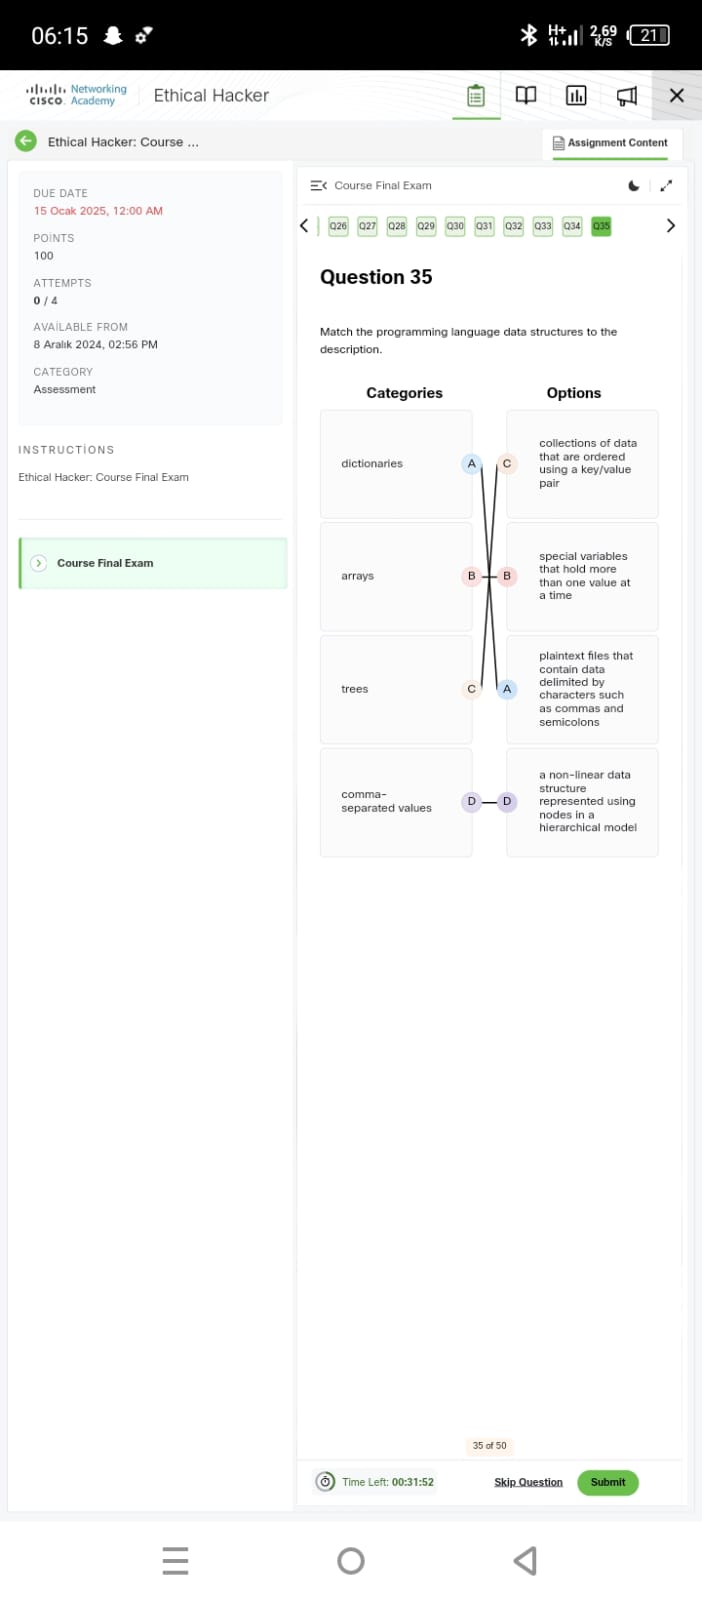 06:15
H+
2,69
K/S
21
Networking
CISCO. Academy
Ethical Hacker
Ethical Hacker: Course ...
Assignment Content
DUE DATE
15 Ocak 2025, 12:00 AM
POİNTS
100
ATTEMPTS
0 / 4
AVAİLABLE FROM
8 Aralık 2024, 02:56 PM
CATEGORY
Assessment
INSTRUCTİONS
Ethical Hacker: Course Final Exam
Course Final Exam
Course Final Exam
Q26 Q27 Q28 Q29 Q30 Q31 Q32 Q33 Q34 Q35
Question 35
Match the programming language data structures to the
description.
Categories
Options
dictionaries
A
C
collections of data
that are ordered
using a key/value
pair
arrays
B
B
special variables
that hold more
than one value at
a time
trees
C
A
plaintext files that
contain data
delimited by
characters such
as commas and
semicolons
comma-
separated values
D
D
a non-linear data
structure
represented using
nodes in a
hierarchical model
35 of 50
Time Left: 00:31:52
Skip Question
Submit